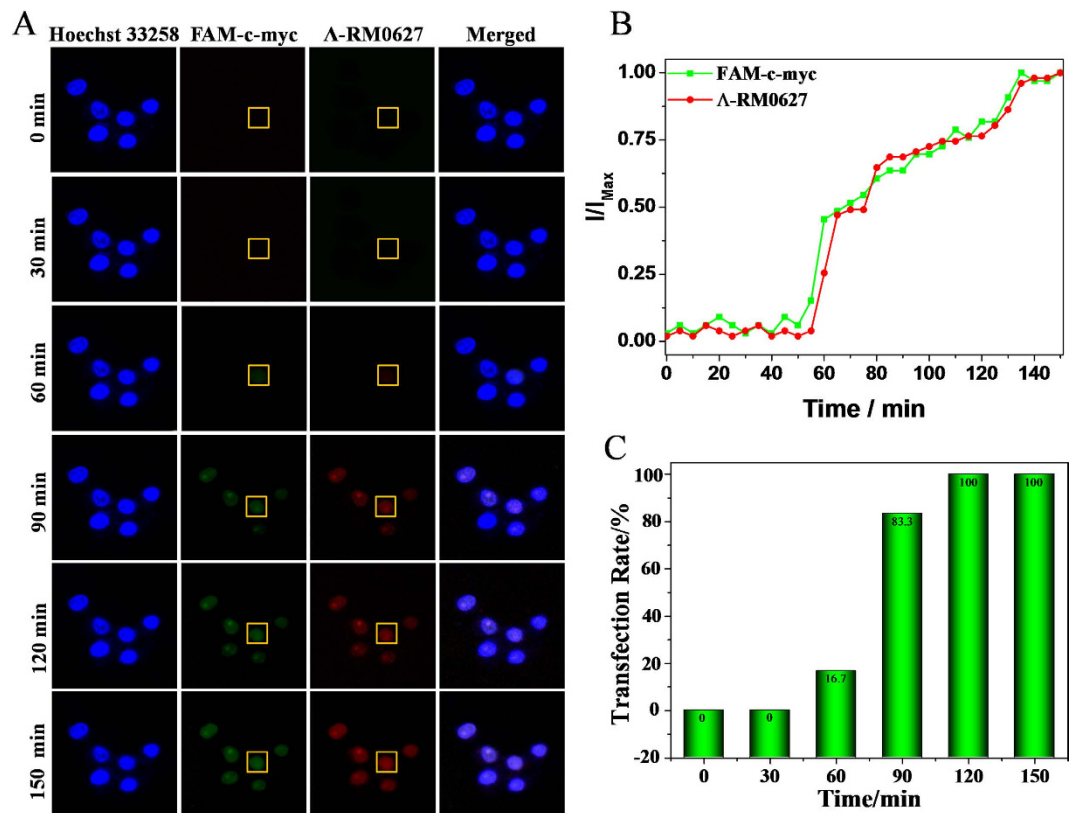 A
Hoechst 33258 FAM-c-myc Λ-RM0627 Merged
0 min
30 min
60 min
90 min
120 min
150 min
B
FAM-c-myc
Λ-RM0627
1.00
0.75
0.50
0.25
0.00
I/I Max
0 20 40 60 80 100 120 140
Time / min
C
100
80
60
40
20
0
-20
Transfection Rate/%
0 0 16.7 83.3 100 100
0 30 60 90 120 150
Time/min